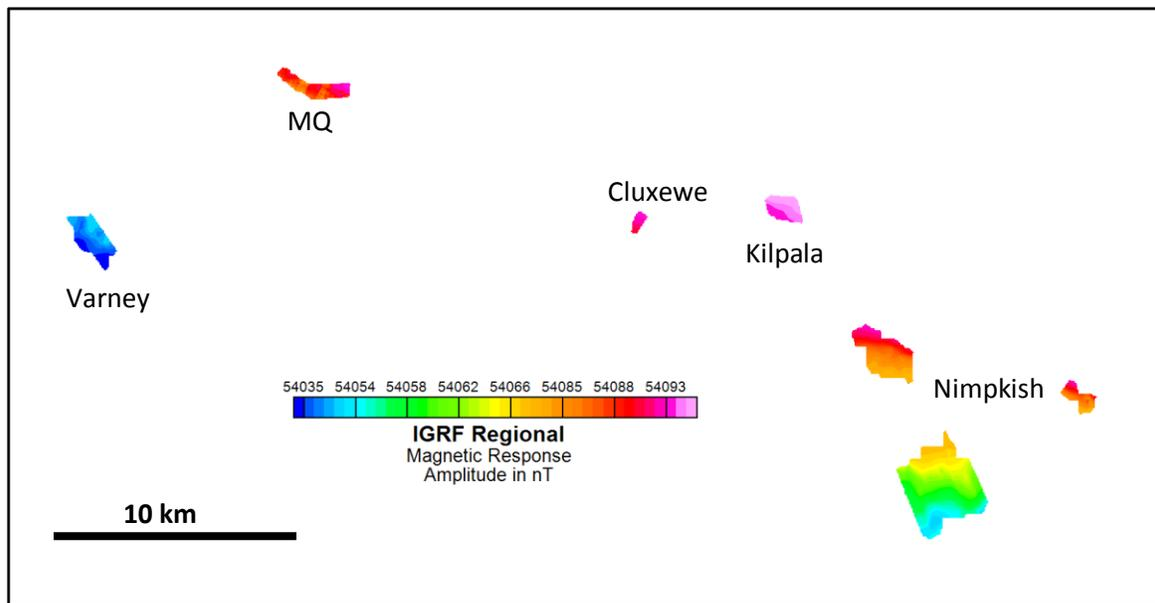 MQ
Cluxewe
Kilpala
Varney
Nimpkish
54035 54054 54058 54062 54066 54085 54088 54093
IGRF Regional
Magnetic Response
Amplitude in nT
10 km